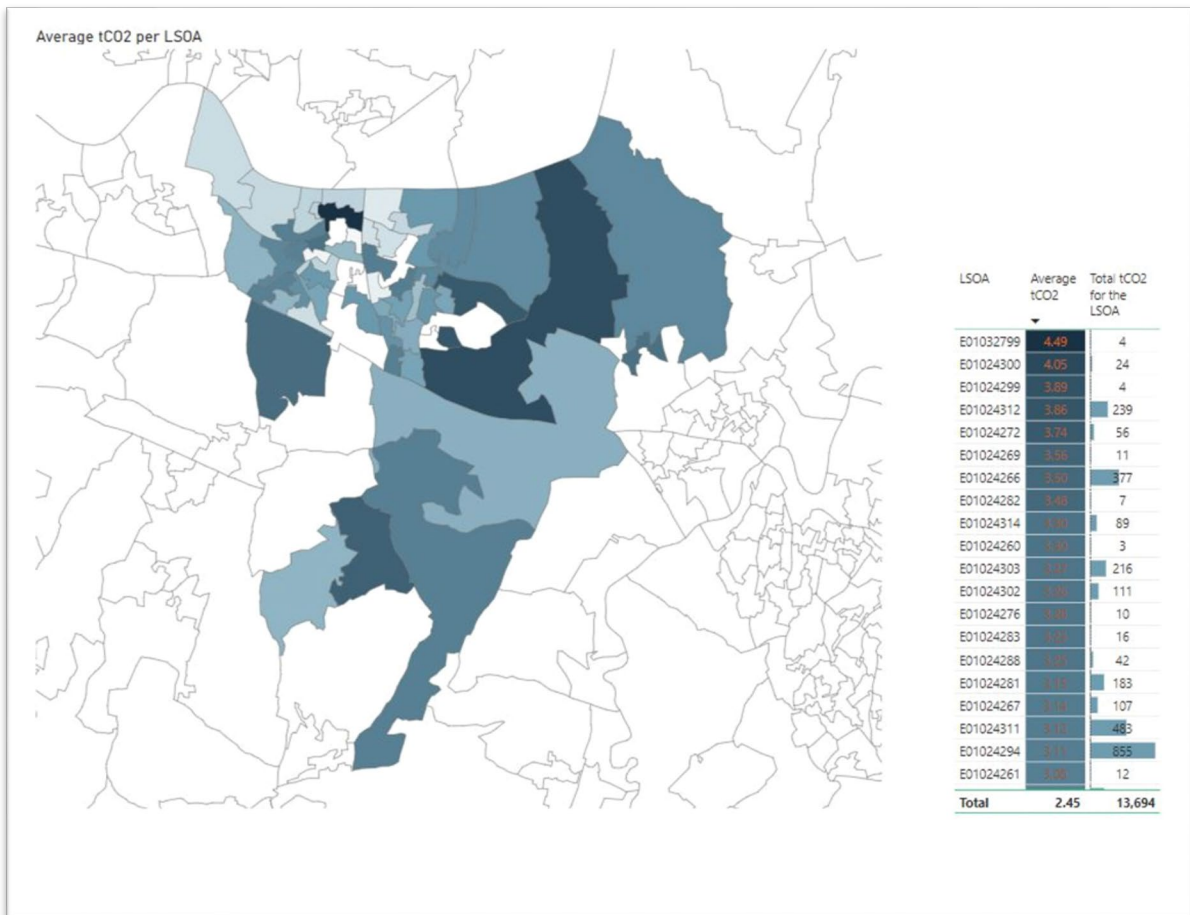 Average tCO2 per LSOA
LSOA Average tCO2 Total tCO2 for the LSOA
E01032799 4.49 4
E01024300 4.05 24
E01024299 3.89 4
E01024312 3.86 239
E01024272 3.74 56
E01024269 3.56 11
E01024266 3.50 377
E01024282 3.48 7
E01024314 89
E01024260 3
E01024303 216
E01024302 111
E01024276 10
E01024283 16
E01024288 42
E01024281 183
E01024267 107
E01024311 483
E01024294 855
E01024261 12
Total 2.45 13,694